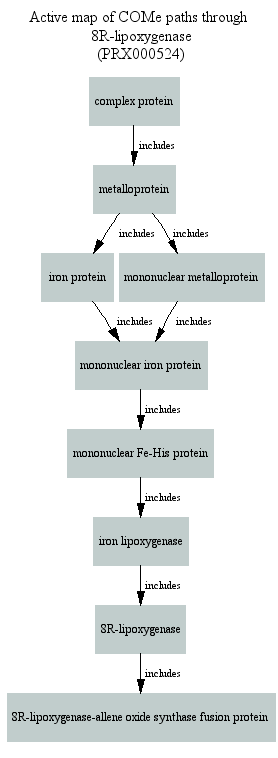 Active map of COMe paths through
8R-lipoxygenase
(PRX000524)
complex protein
includes
metalloprotein
includes includes
iron protein mononuclear metalloprotein
includes includes
mononuclear iron protein
includes
mononuclear Fe-His protein
includes
iron lipoxygenase
includes
8R-lipoxygenase
includes
8R-lipoxygenase-allene oxide synthase fusion protein